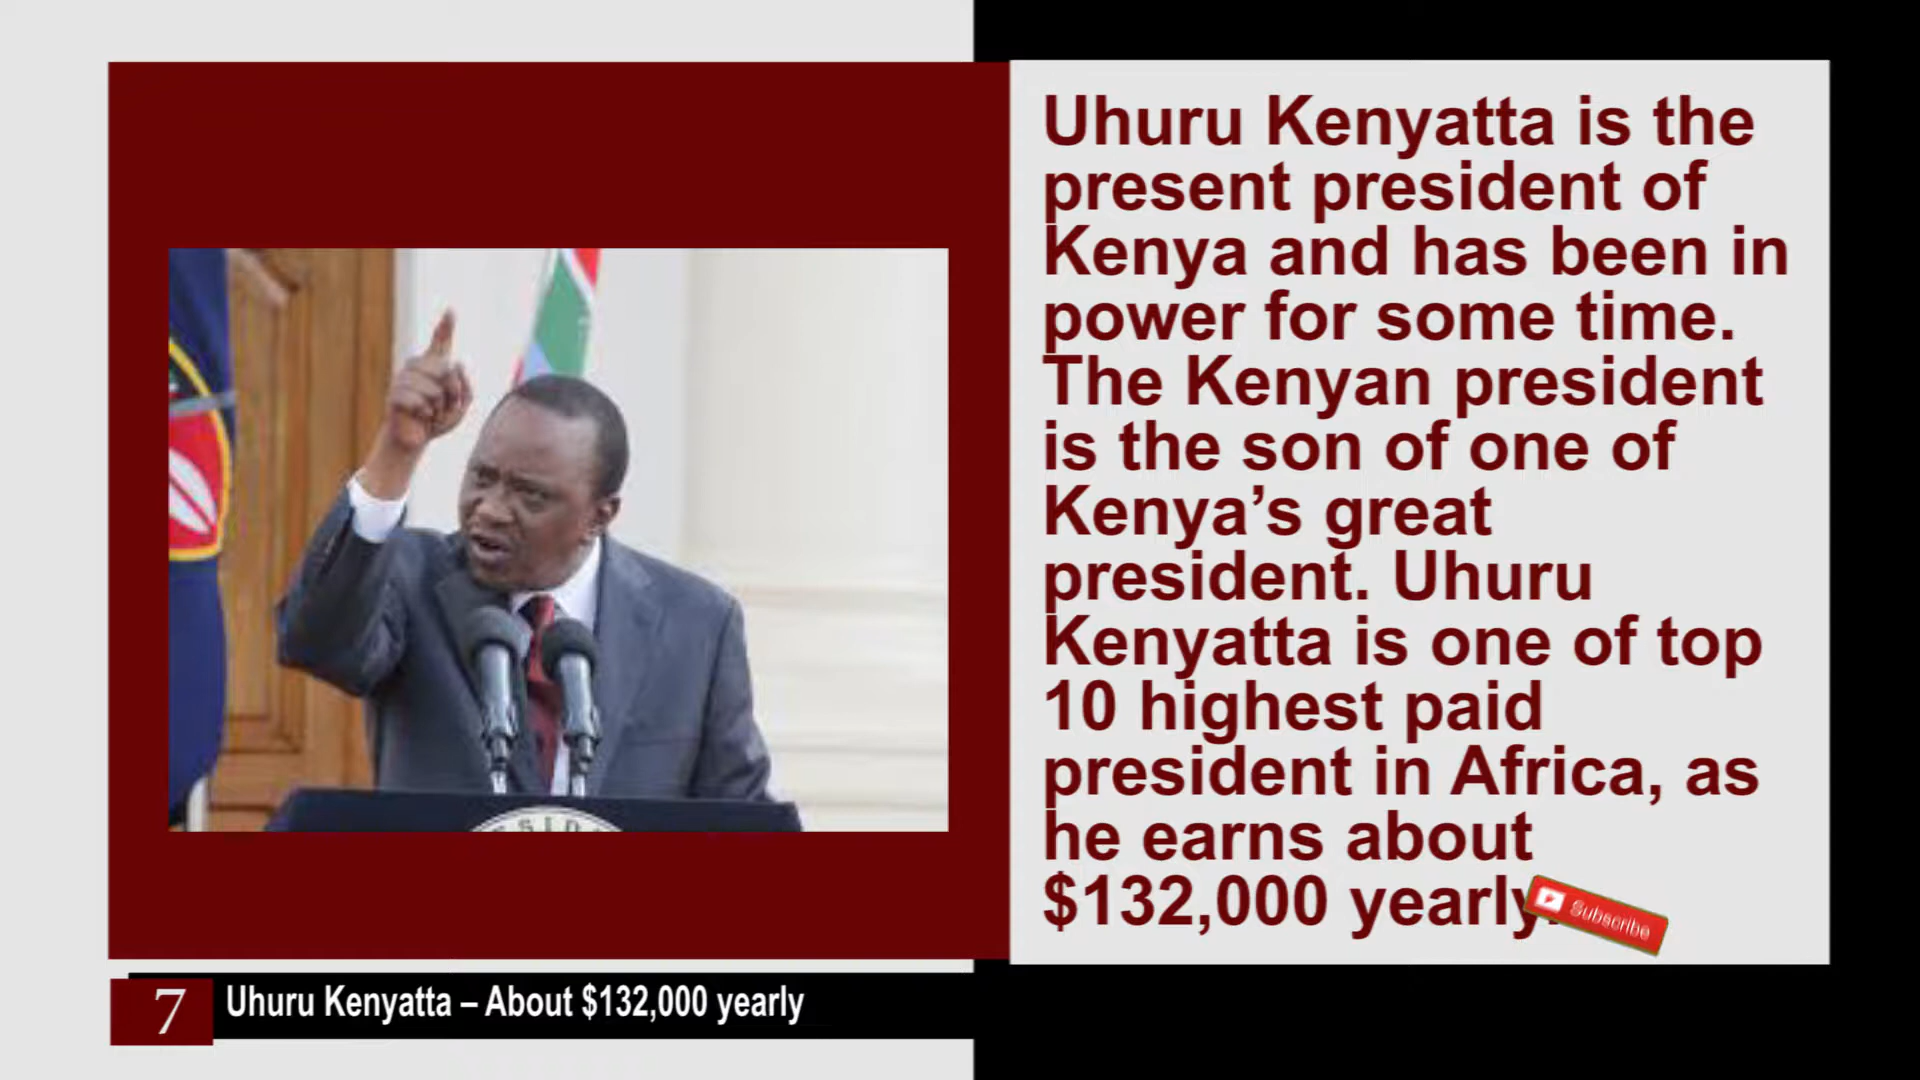 Uhuru Kenyatta is the
present president of
Kenya and has been in
power for some time.
The Kenyan president
is the son of one of
Kenya’s great
president. Uhuru
Kenyatta is one of top
10 highest paid
president in Africa, as
he earns about
$132,000 yearly.
Subscribe
7
Uhuru Kenyatta – About $132,000 yearly